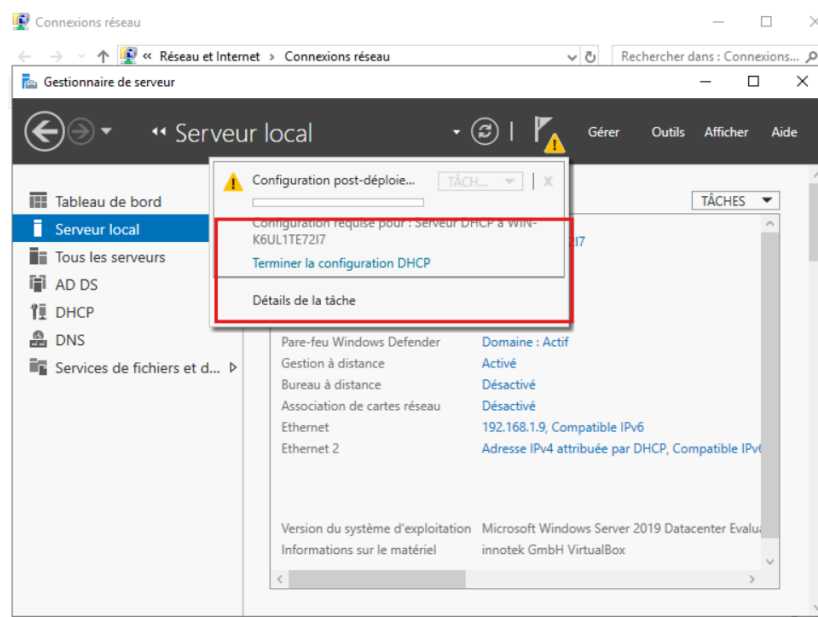 Connexions réseau
« Réseau et Internet > Connexions réseau
Rechercher dans : Connexions...
Gestionnaire de serveur
Serveur local
Gérer Outils Afficher Aide
Configuration post-déploie...
TÂCH...
X
Configuration requise pour : Serveur DHCP à WIN-
K6UL1TE72I7
Terminer la configuration DHCP
Détails de la tâche
Tableau de bord
Serveur local
Tous les serveurs
AD DS
DHCP
DNS
Services de fichiers et d...
TÂCHES
I7
Pare-feu Windows Defender Domaine : Actif
Gestion à distance Activé
Bureau à distance Désactivé
Association de cartes réseau Désactivé
Ethernet 192.168.1.9, Compatible IPv6
Ethernet 2 Adresse IPv4 attribuée par DHCP, Compatible IPv6
Version du système d'exploitation Microsoft Windows Server 2019 Datacenter Evalua
Informations sur le matériel innotek GmbH VirtualBox